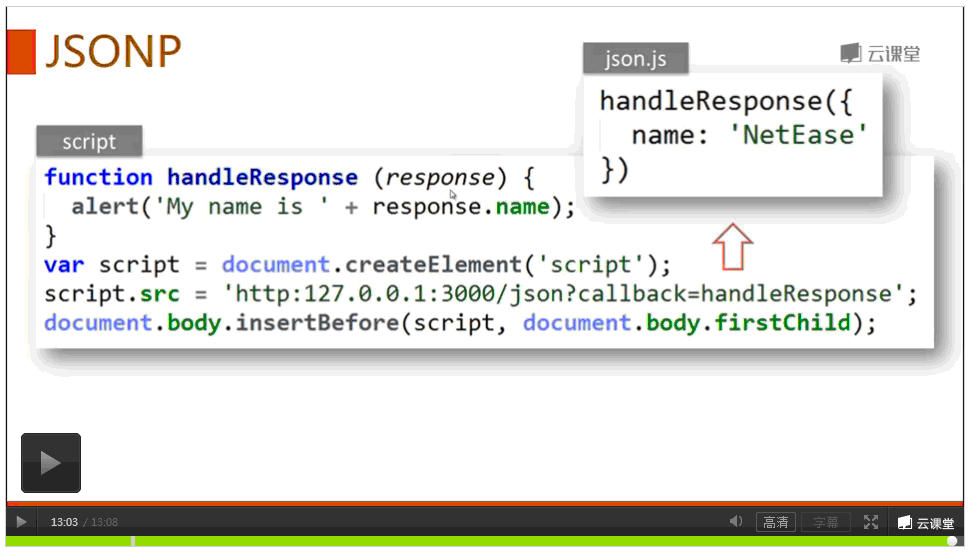 JSONP
云课堂
json.js
handleResponse({
name: 'NetEase'
})
script
function handleResponse (response) {
alert('My name is ' + response.name);
}
var script = document.createElement('script');
script.src = 'http:127.0.0.1:3000/json?callback=handleResponse';
document.body.insertBefore(script, document.body.firstChild);
13:03 / 13:08
高清
字幕
云课堂